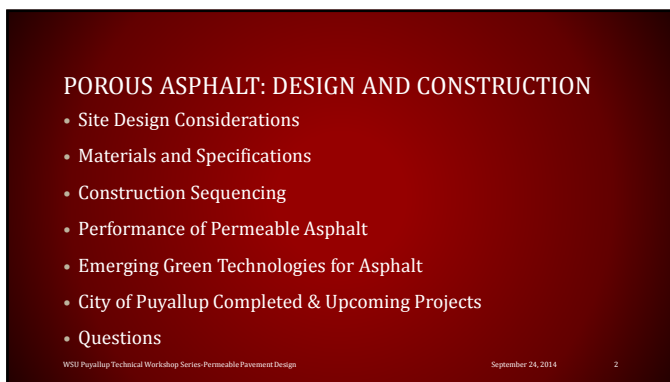 POROUS ASPHALT: DESIGN AND CONSTRUCTION
• Site Design Considerations
• Materials and Specifications
• Construction Sequencing
• Performance of Permeable Asphalt
• Emerging Green Technologies for Asphalt
• City of Puyallup Completed & Upcoming Projects
• Questions
WSU Puyallup Technical Workshop Series-Permeable Pavement Design September 24, 2014 2